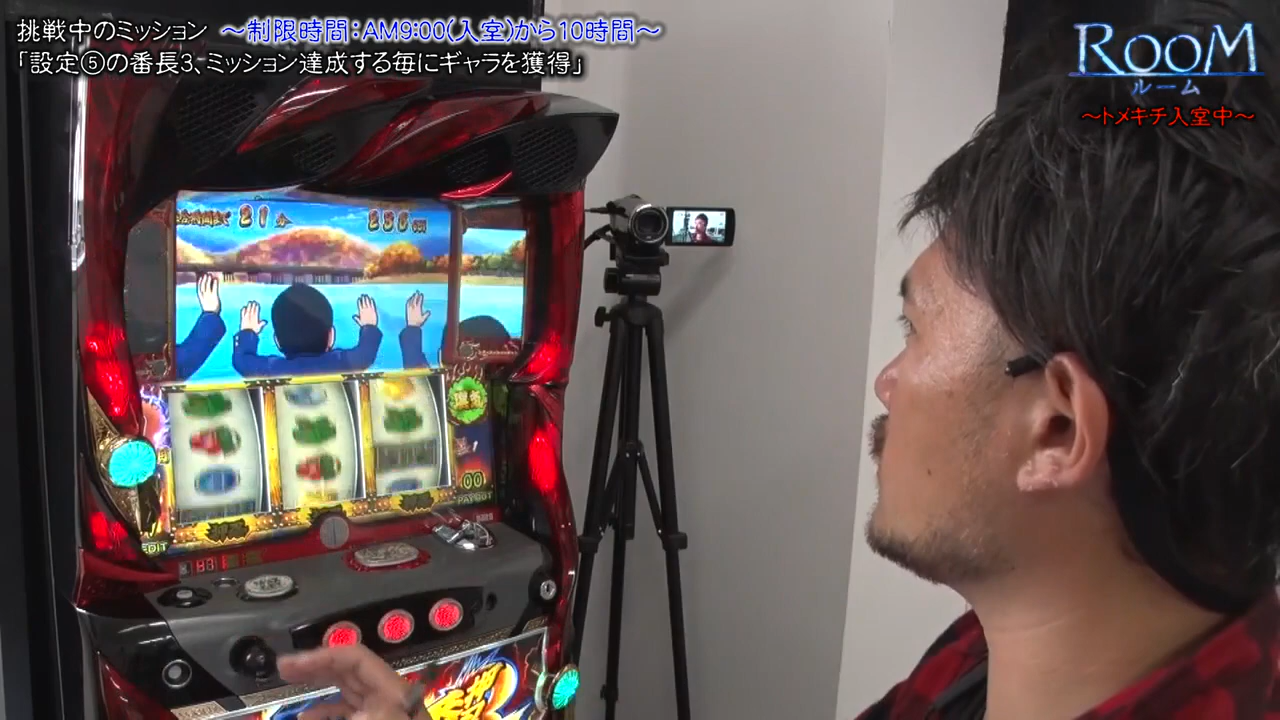 挑戦中のミッション ～制限時間：AM9:00(入室)から10時間～
「設定⑤の番長3、ミッション達成する毎にギャラを獲得」
ROOM
ルーム
～トメキチ入室中～
21分